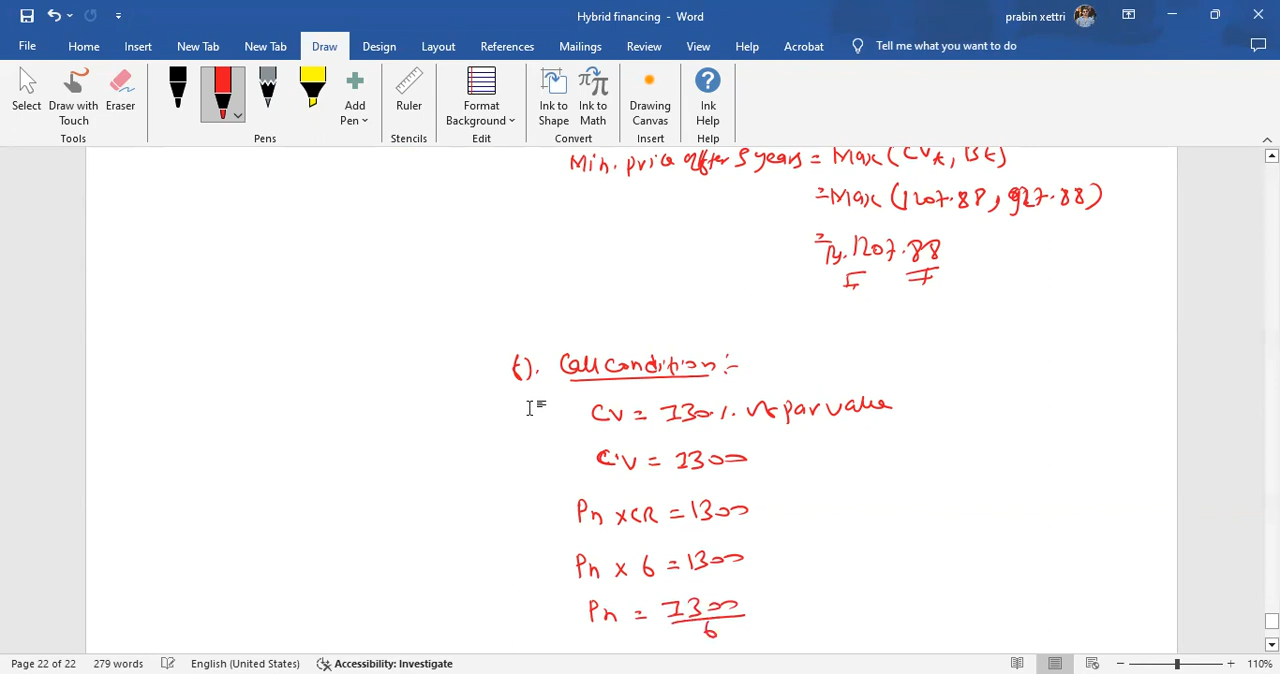 Hybrid financing - Word
prabin xettri
File Home Insert New Tab New Tab Draw Design Layout References Mailings Review View Help Acrobat Tell me what you want to do
Select Draw with Touch Eraser Add Pen Ruler Format Background Ink to Shape Ink to Math Drawing Canvas Ink Help
Tools Pens Stencils Edit Convert Insert Help
Min. price after 5 years = Max (CVt, Bt)
= Max (1207.88, 927.88)
= Rs. 1207.88
f). Call condition :-
CV = 130% of par value
CV = 1300
Pn × CR = 1300
Pn × 6 = 1300
Pn = 1300
6
Page 22 of 22 279 words English (United States) Accessibility: Investigate 110%